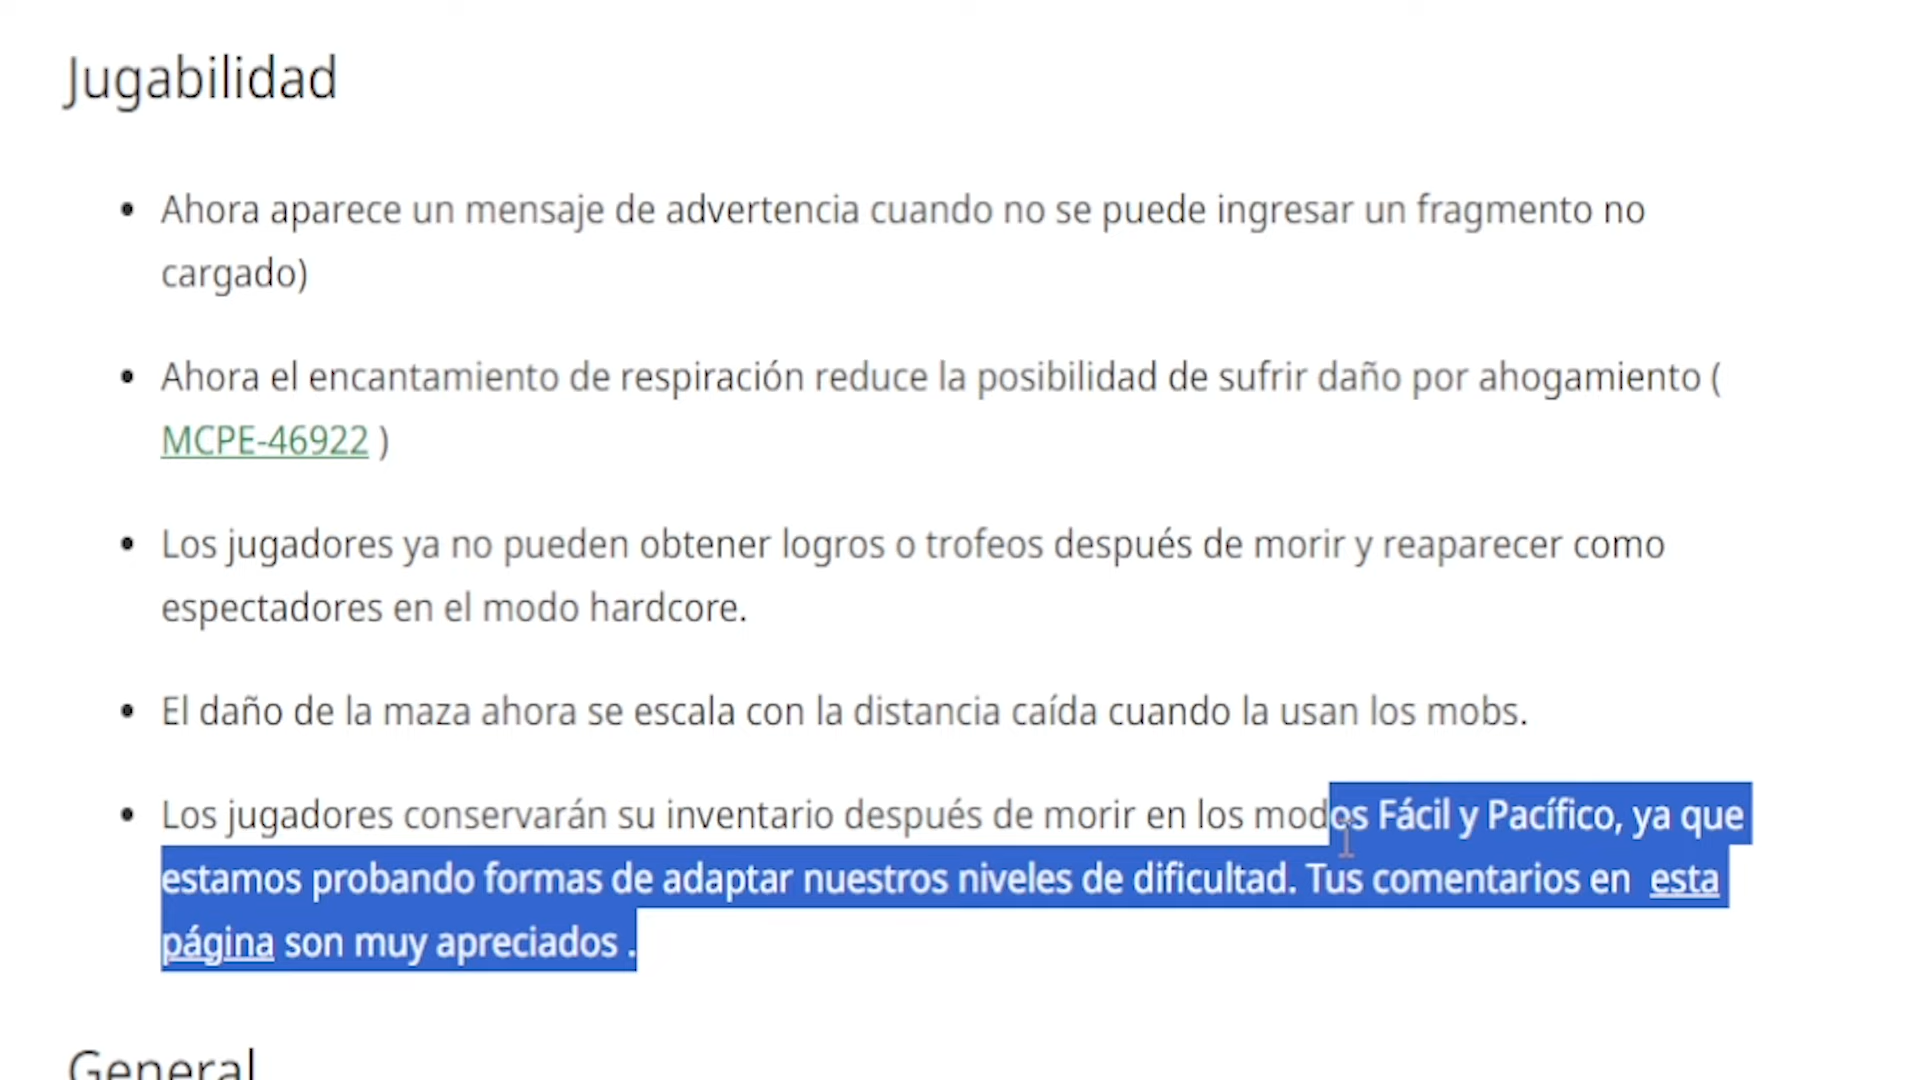 Jugabilidad
Ahora aparece un mensaje de advertencia cuando no se puede ingresar un fragmento no
cargado)
Ahora el encantamiento de respiración reduce la posibilidad de sufrir daño por ahogamiento (
MCPE-46922 )
Los jugadores ya no pueden obtener logros o trofeos después de morir y reaparecer como
espectadores en el modo hardcore.
El daño de la maza ahora se escala con la distancia caída cuando la usan los mobs.
Los jugadores conservarán su inventario después de morir en los modos Fácil y Pacífico, ya que
estamos probando formas de adaptar nuestros niveles de dificultad. Tus comentarios en esta
página son muy apreciados .
General